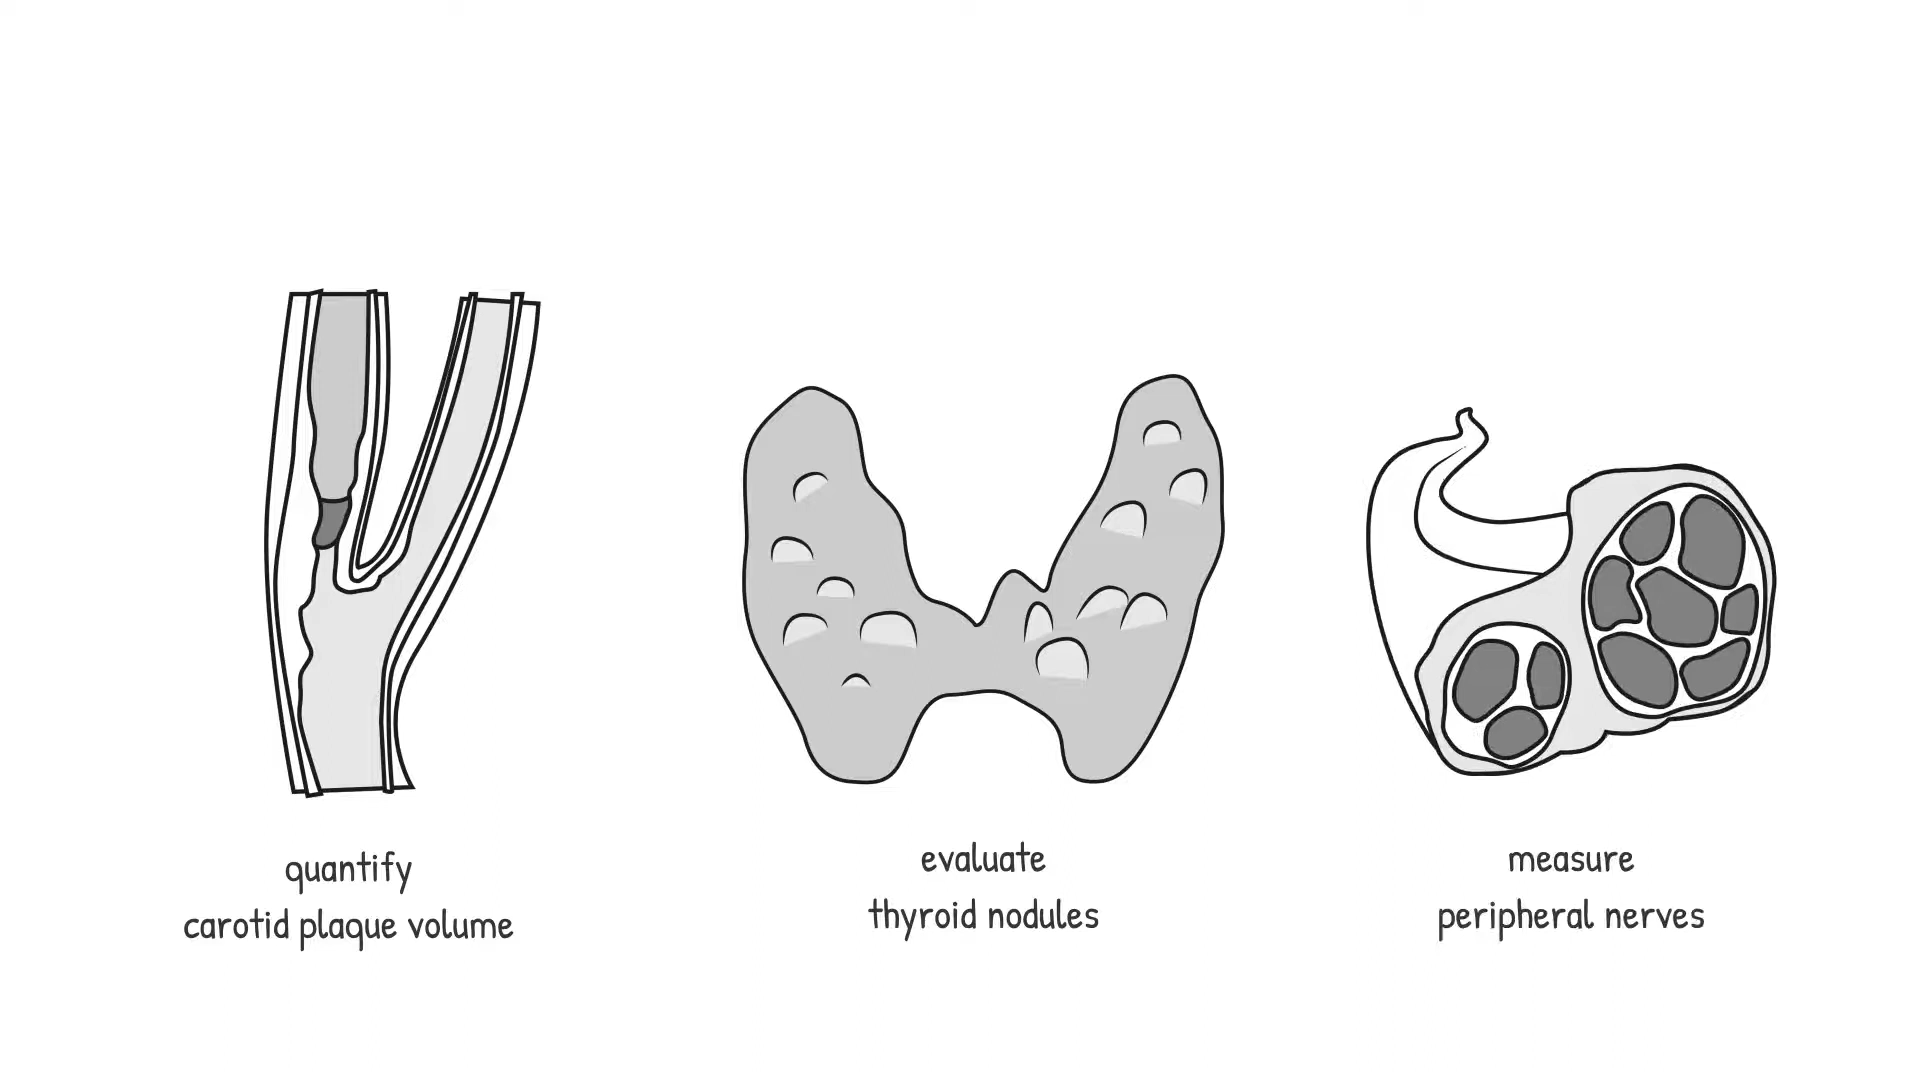 quantify
carotid plaque volume
evaluate
thyroid nodules
measure
peripheral nerves